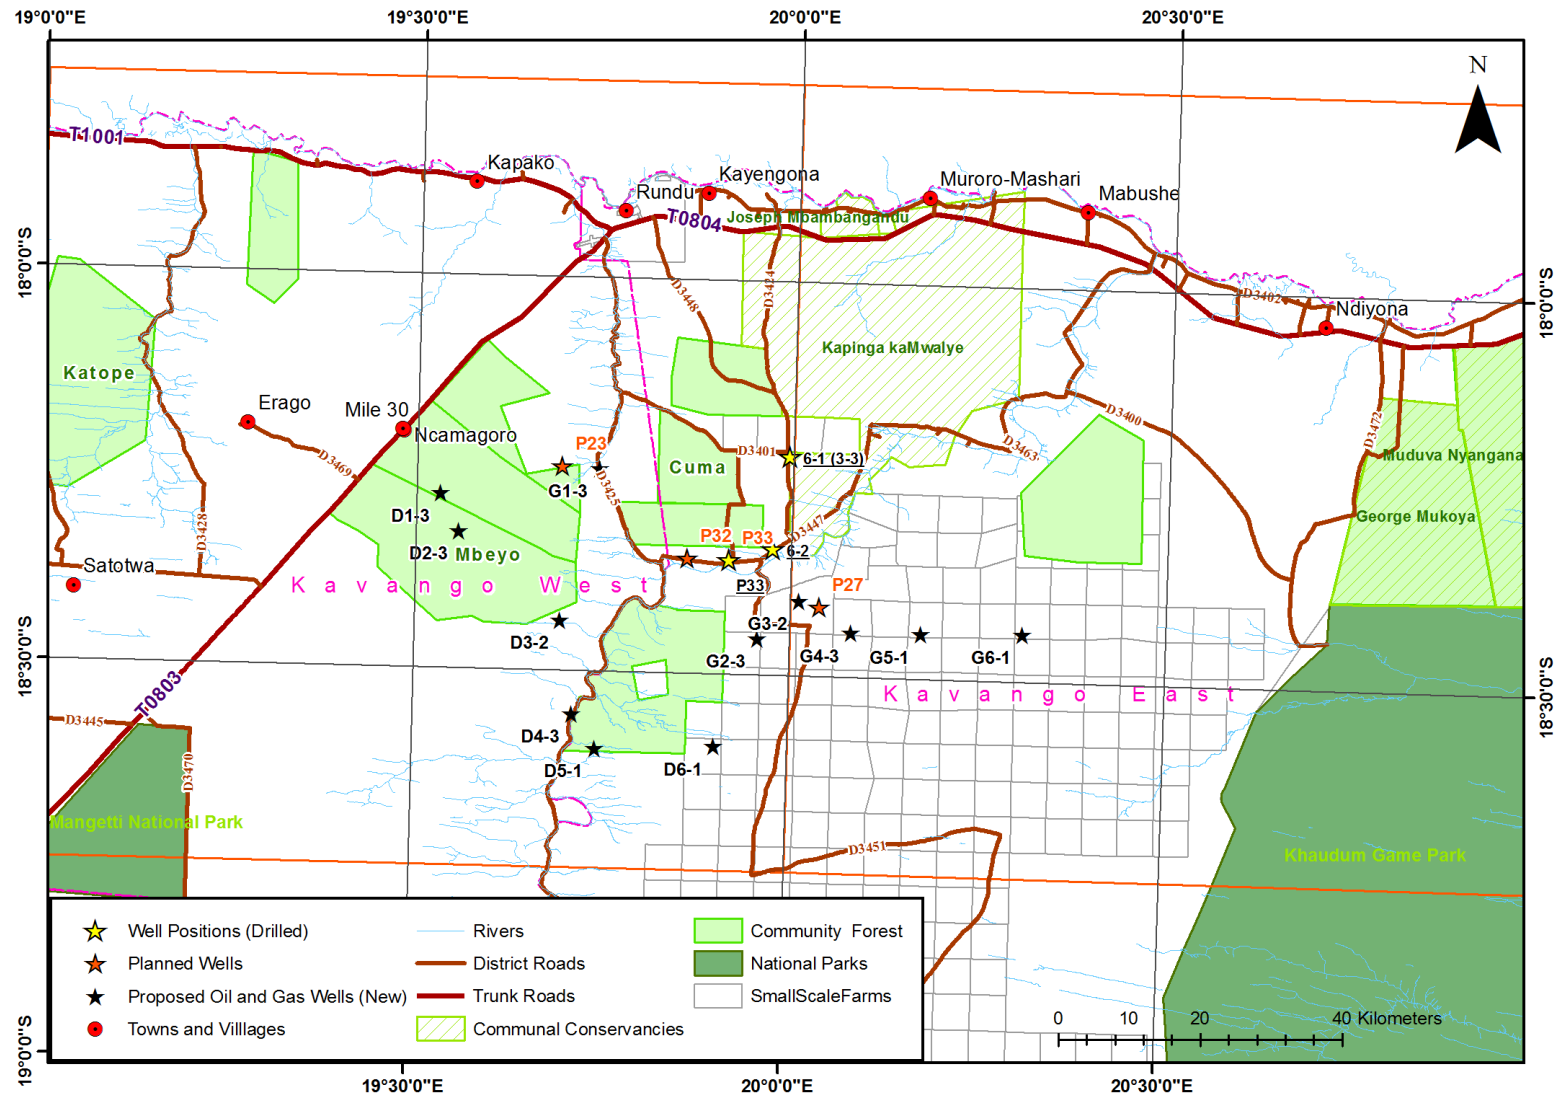 19°0'0"E
19°30'0"E
20°0'0"E
20°30'0"E
N
T1001
Kapako
Kayengona
Muroro-Mashari
Mabushe
Rundu
T0804
Joseph Mbambangandu
18°0'0"S
18°0'0"S
D3448
D3424
D3402
Ndiyona
Kapinga kaMwalye
Katope
Erago
Mile 30
Ncamagoro
D3400
D3472
D3469
P23
D3401
6-1 (3-3)
D3463
Muduva Nyangana
Cuma
G1-3
D3425
D1-3
George Mukoya
D3428
D2-3
Mbeyo
P32
P33
D3447
6-2
Satotwa
Kavango West
P33
P27
D3-2
G3-2
G2-3
G4-3
G5-1
G6-1
18°30'0"S
18°30'0"S
T0803
Kavango East
D3445
D4-3
D3470
D5-1
D6-1
Mangetti National Park
D3451
Khaudum Game Park
Well Positions (Drilled)
Planned Wells
Proposed Oil and Gas Wells (New)
Towns and Villlages
Rivers
District Roads
Trunk Roads
Communal Conservancies
Community Forest
National Parks
SmallScaleFarms
0 10 20 40 Kilometers
19°0'0"S
19°0'0"S
19°30'0"E
20°0'0"E
20°30'0"E